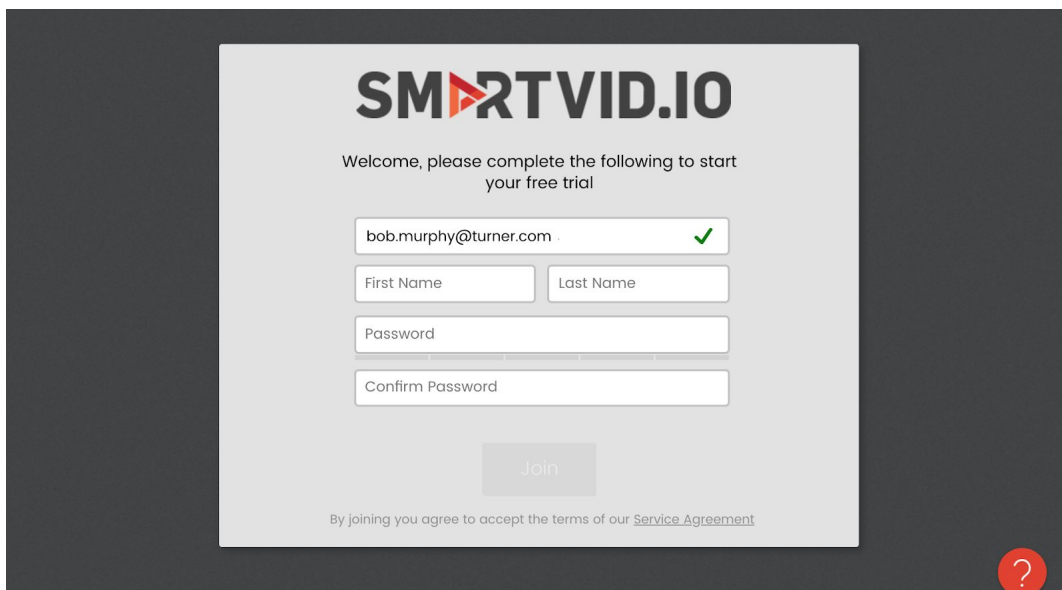 SMARTVID.IO
Welcome, please complete the following to start
your free trial
bob.murphy@turner.com
First Name Last Name
Password
Confirm Password
Join
By joining you agree to accept the terms of our Service Agreement
?